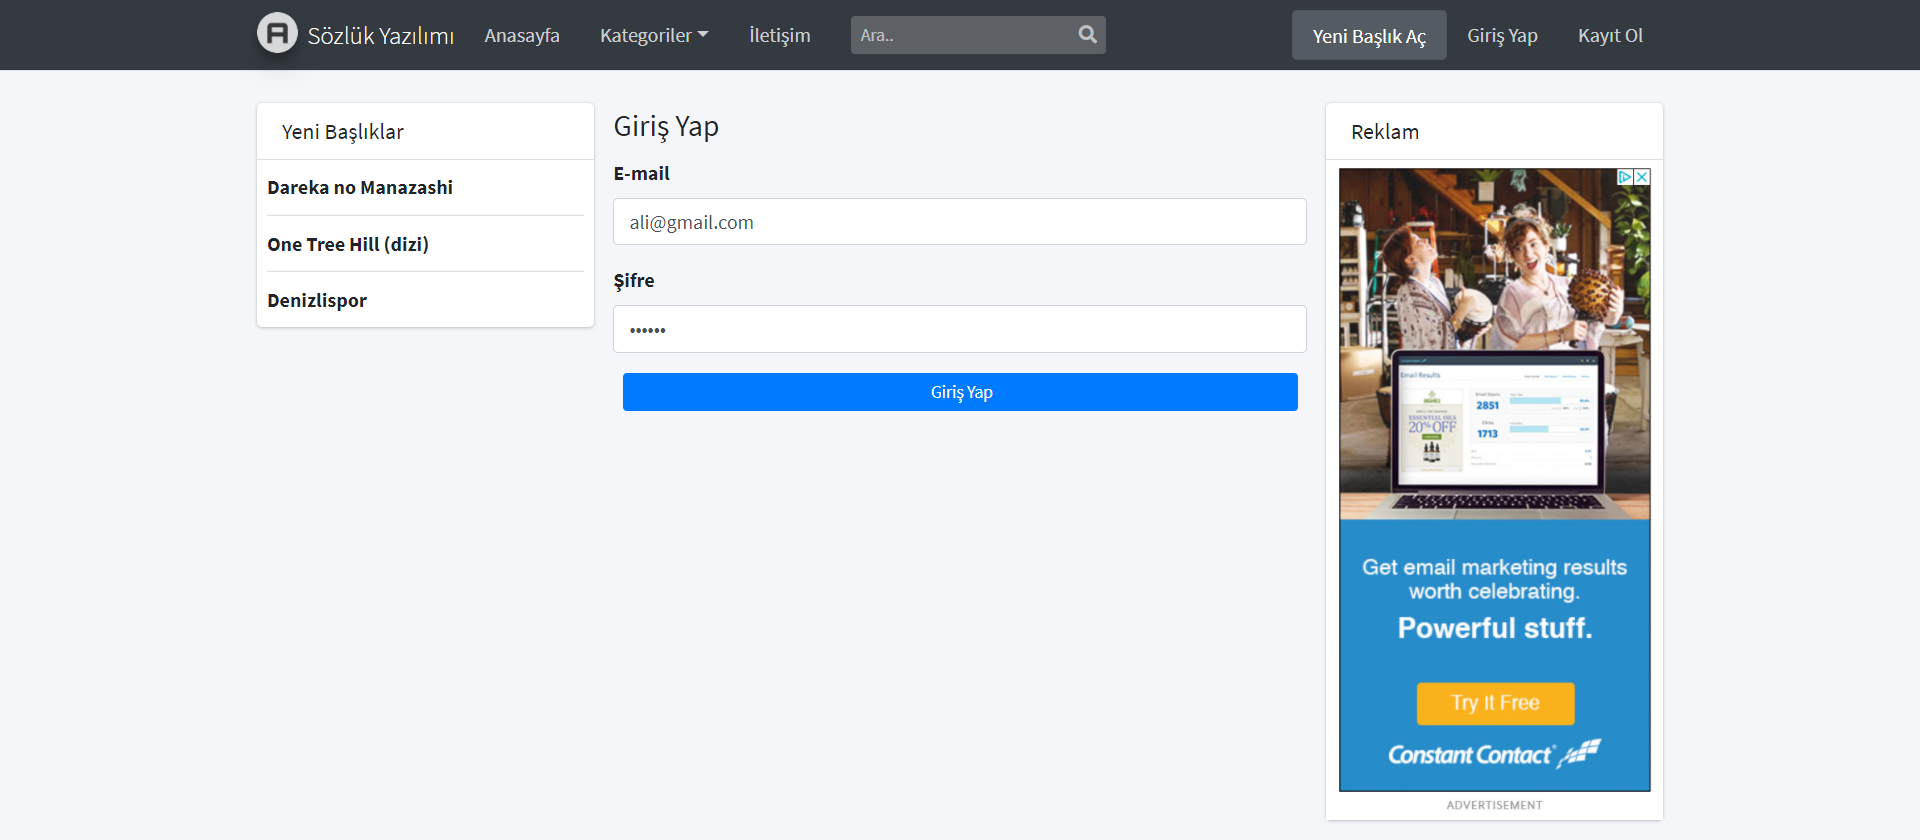 A Sözlük Yazılımı Anasayfa Kategoriler İletişim Ara.. Yeni Başlık Aç Giriş Yap Kayıt Ol
Yeni Başlıklar
Dareka no Manazashi
One Tree Hill (dizi)
Denizlispor
Giriş Yap
E-mail
ali@gmail.com
Şifre
••••••
Giriş Yap
Reklam
Email Results
2851
1713
ESSENTIAL OILS
20% OFF
Get email marketing results
worth celebrating.
Powerful stuff.
Try It Free
Constant Contact
ADVERTISEMENT